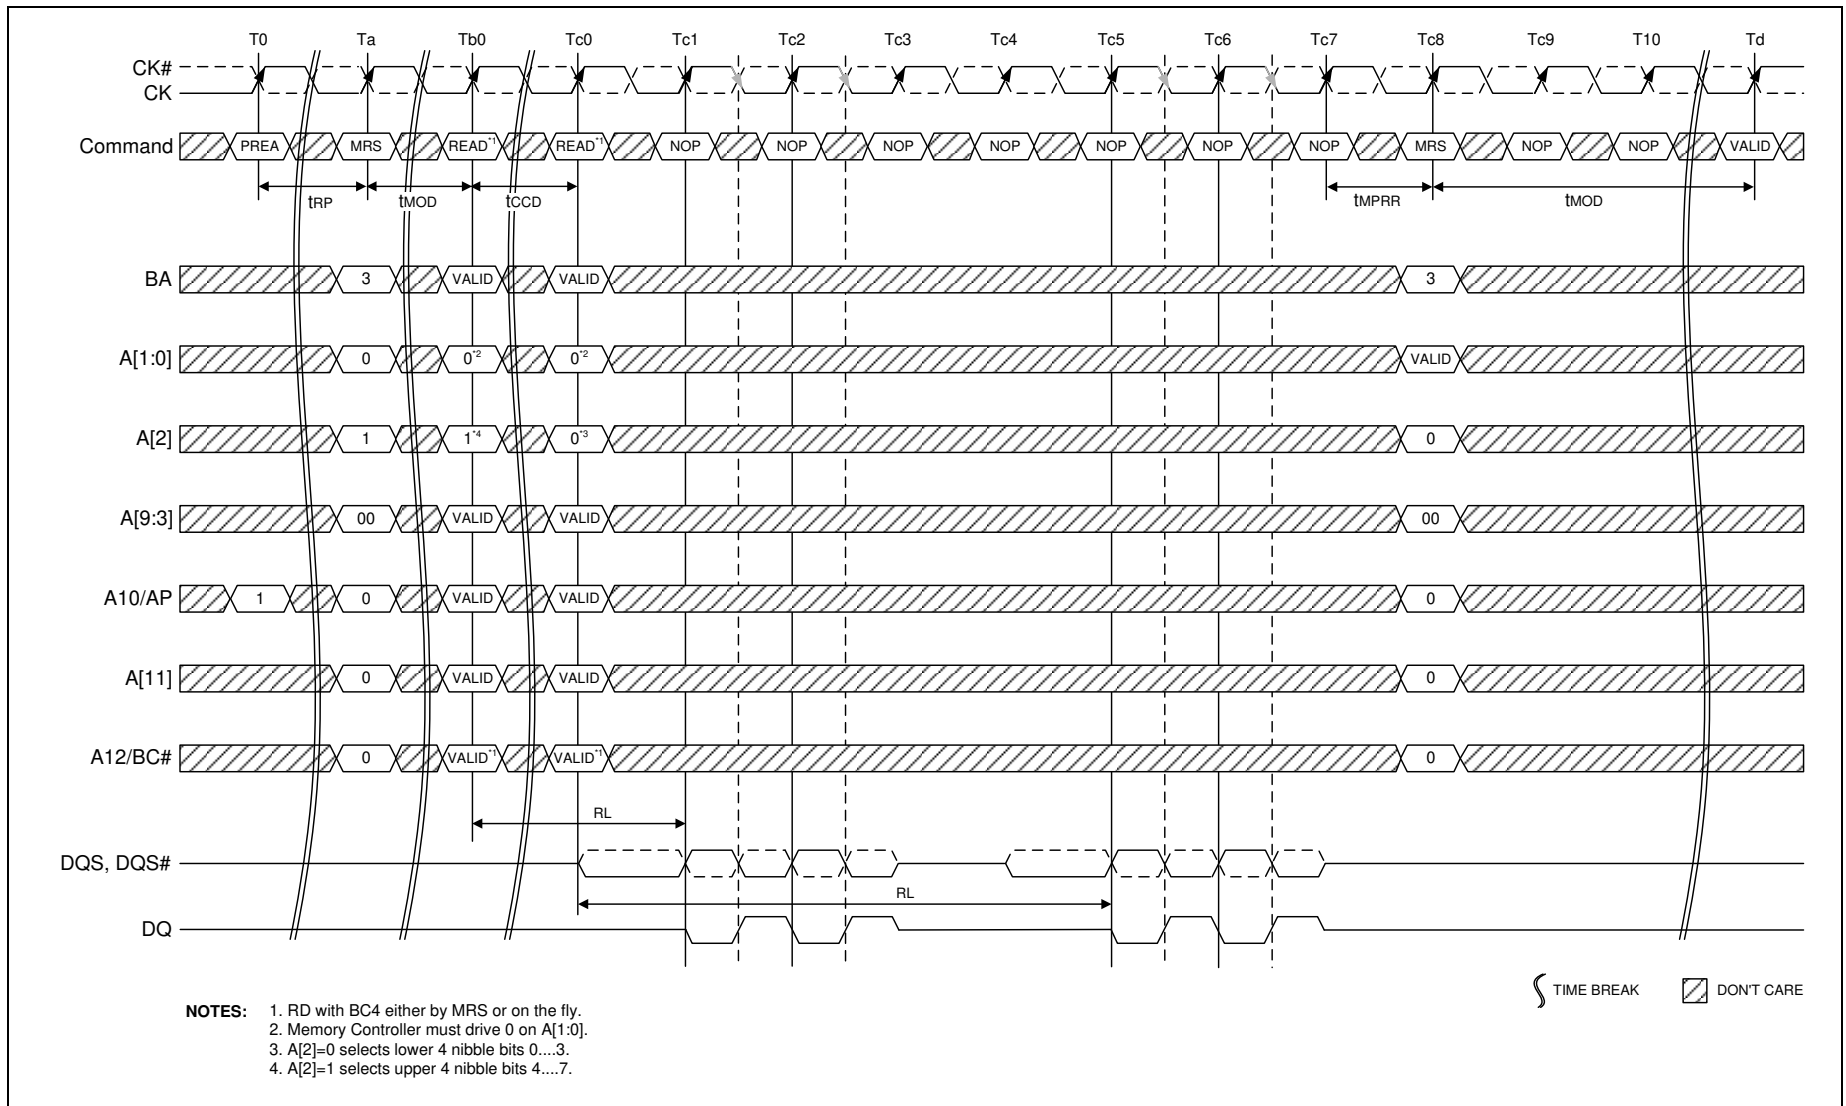 T0 Ta Tb0 Tc0 Tc1 Tc2 Tc3 Tc4 Tc5 Tc6 Tc7 Tc8 Tc9 T10 Td
CK#
CK
Command PREA MRS READ*1 READ*1 NOP NOP NOP NOP NOP NOP NOP MRS NOP NOP VALID
tRP tMOD tCCD tMPRR tMOD
BA 3 VALID VALID 3
A[1:0] 0 0*2 0*2 VALID
A[2] 1 1*4 0*3 0
A[9:3] 00 VALID VALID 00
A10/AP 1 0 VALID VALID 0
A[11] 0 VALID VALID 0
A12/BC# 0 VALID*1 VALID*1 0
RL
DQS, DQS#
RL
DQ
TIME BREAK DON'T CARE
NOTES: 1. RD with BC4 either by MRS or on the fly.
2. Memory Controller must drive 0 on A[1:0].
3. A[2]=0 selects lower 4 nibble bits 0....3.
4. A[2]=1 selects upper 4 nibble bits 4....7.